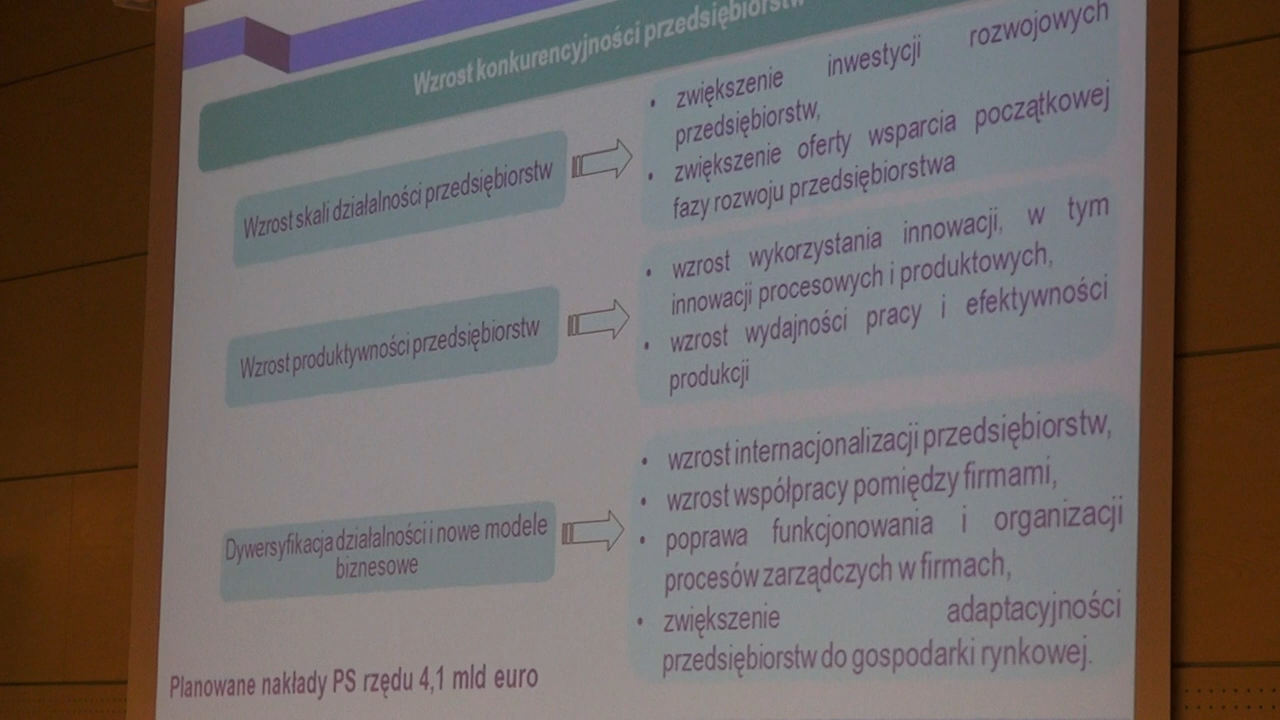 Wzrost konkurencyjności przedsiębiorstw
Wzrost skali działalności przedsiębiorstw
• zwiększenie inwestycji rozwojowych
przedsiębiorstw,
• zwiększenie oferty wsparcia początkowej
fazy rozwoju przedsiębiorstwa
Wzrost produktywności przedsiębiorstw
• wzrost wykorzystania innowacji, w tym
innowacji procesowych i produktowych,
• wzrost wydajności pracy i efektywności
produkcji
Dywersyfikacja działalności i nowe modele
biznesowe
• wzrost internacjonalizacji przedsiębiorstw,
• wzrost współpracy pomiędzy firmami,
• poprawa funkcjonowania i organizacji
procesów zarządczych w firmach,
• zwiększenie adaptacyjności
przedsiębiorstw do gospodarki rynkowej.
Planowane nakłady PS rzędu 4,1 mld euro